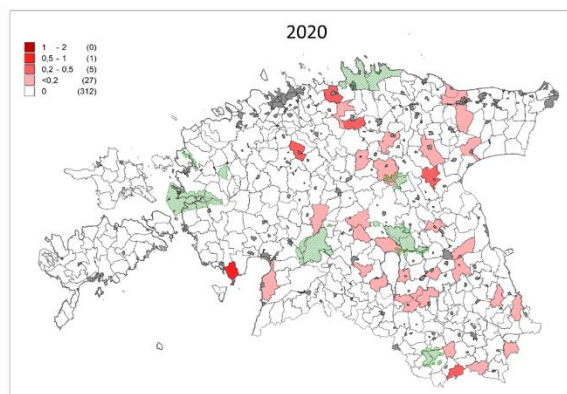 2020
1 - 2 (0)
0,5 - 1 (1)
0,2 - 0,5 (5)
<0,2 (27)
0 (312)